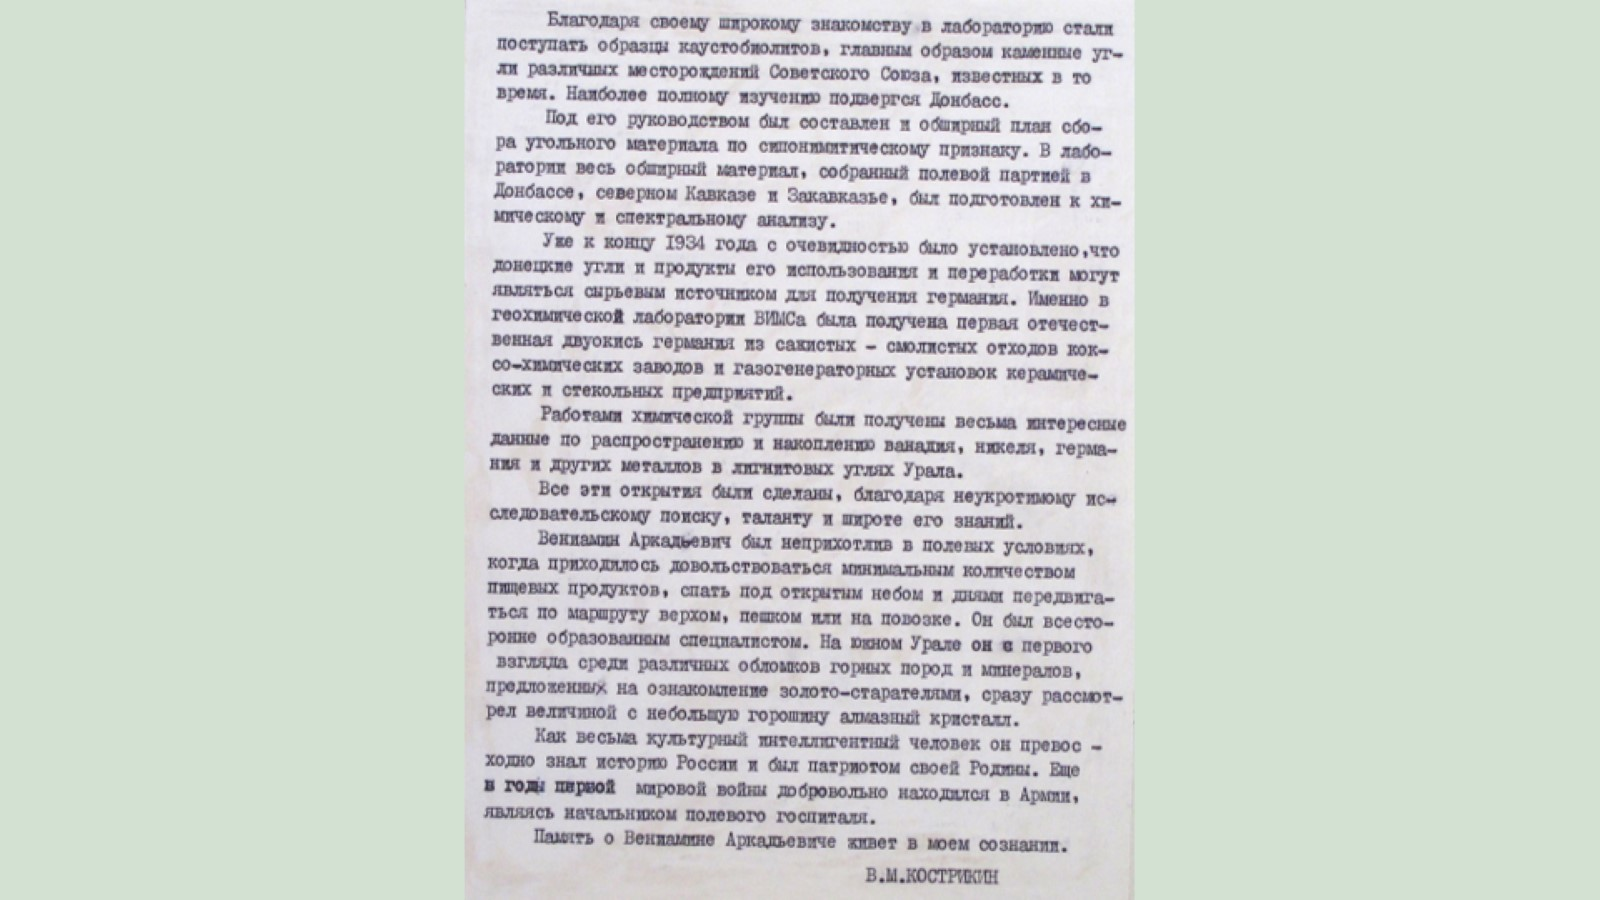 Благодаря своему широкому знакомству в лабораторию стали
поступать образцы каустобиолитов, главным образом каменные уг-
ли различных месторождений Советского Союза, известных в то
время. Наиболее полному изучению подвергся Донбасс.
Под его руководством был составлен и обширный план сбо-
ра угольного материала по синонимитическому признаку. В лабо-
ратории весь обширный материал, собранный полевой партией в
Донбассе, северном Кавказе и Закавказье, был подготовлен к хи-
мическому и спектральному анализу.
Уже к концу 1934 года с очевидностью было установлено,что
донецкие угли и продукты его использования и переработки могут
являться сырьевым источником для получения германия. Именно в
геохимической лаборатории ВИМСа была получена первая отечест-
венная двуокись германия из сажистых - смолистых отходов кок-
со-химических заводов и газогенераторных установок керамиче-
ских и стекольных предприятий.
Работами химической группы были получены весьма интересные
данные по распространению и накоплению ванадия, никеля, герма-
ния и других металлов в лигнитовых углях Урала.
Все эти открытия были сделаны, благодаря неукротимому ис-
следовательскому поиску, таланту и широте его знаний.
Вениамин Аркадьевич был неприхотлив в полевых условиях,
когда приходилось довольствоваться минимальным количеством
пищевых продуктов, спать под открытым небом и днями передвига-
ться по маршруту верхом, пешком или на повозке. Он был всесто-
ронне образованным специалистом. На южном Урале он с первого
взгляда среди различных обломков горных пород и минералов,
предложенных на ознакомление золото-старателями, сразу рассмот-
рел величиной с небольшую горошину алмазный кристалл.
Как весьма культурный интеллигентный человек он превос -
ходно знал историю России и был патриотом своей Родины. Еще
в годы первой мировой войны добровольно находился в Армии,
являясь начальником полевого госпиталя.
Память о Вениамине Аркадьевиче живет в моем сознании.
В.М.КОСТРИКИН